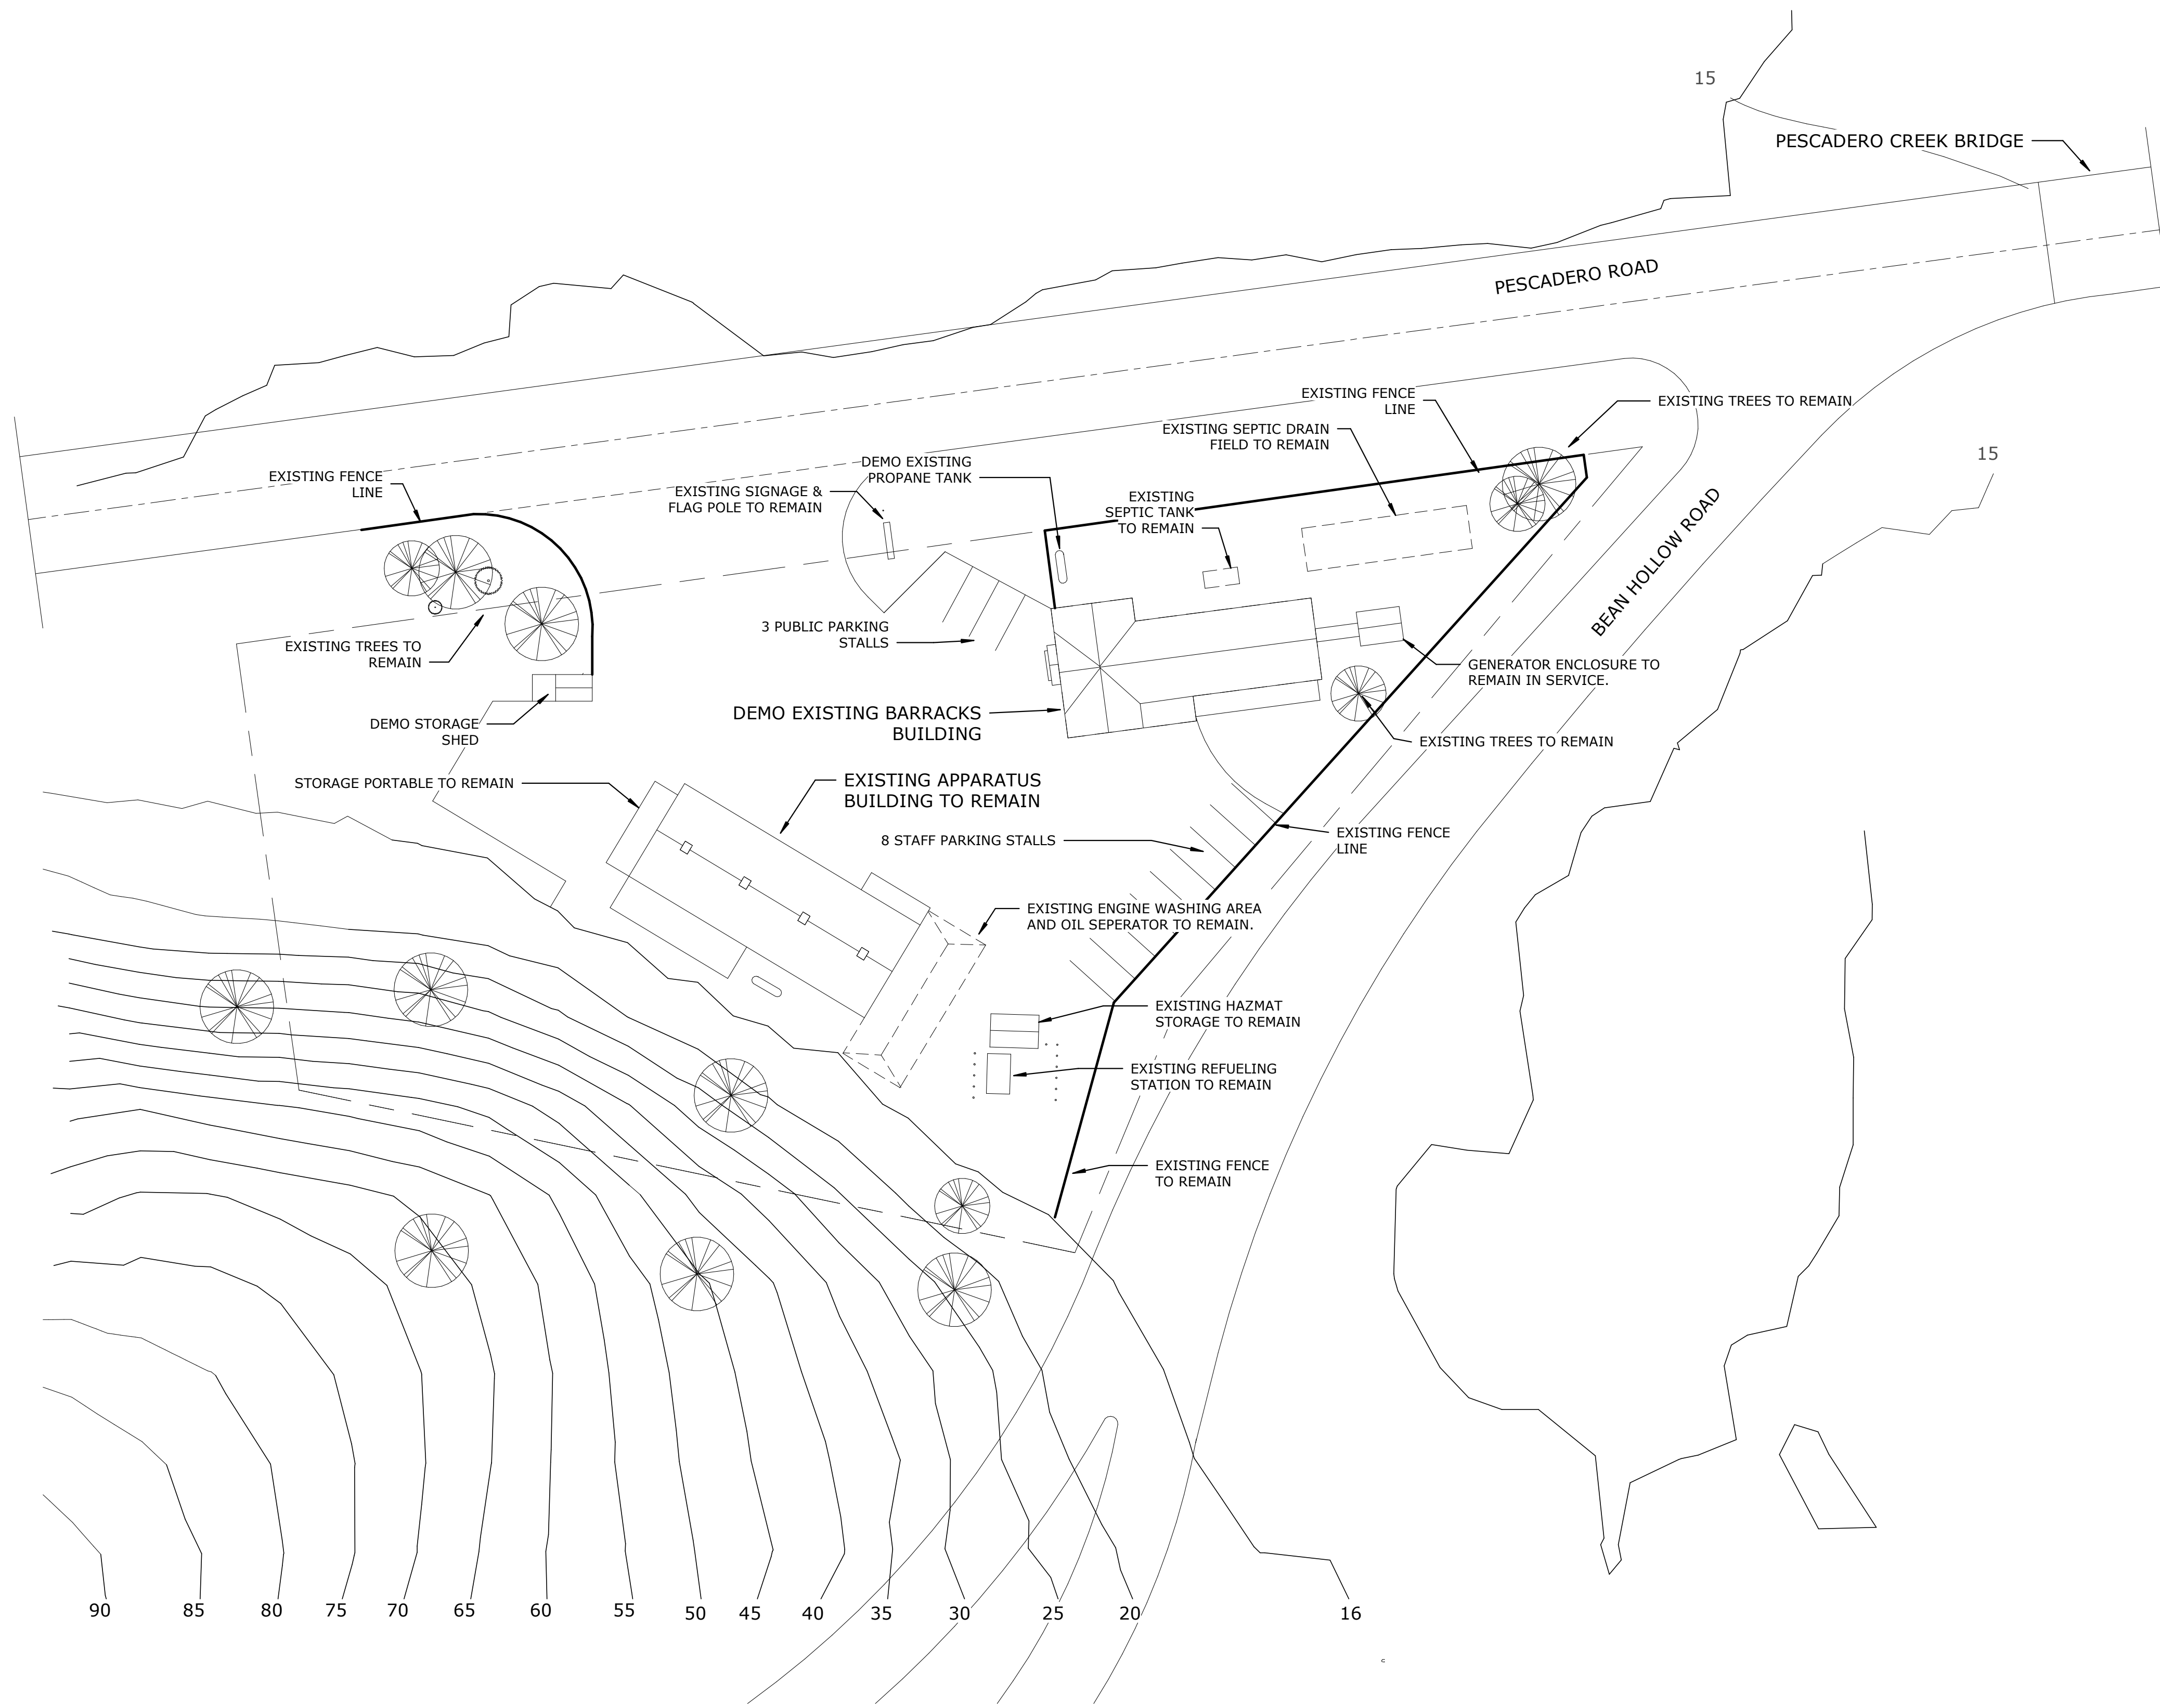 15
PESCADERO CREEK BRIDGE
PESCADERO ROAD
EXISTING FENCE
LINE
EXISTING TREES TO REMAIN
EXISTING SEPTIC DRAIN
FIELD TO REMAIN
15
DEMO EXISTING
PROPANE TANK
EXISTING FENCE
LINE
EXISTING SIGNAGE &
FLAG POLE TO REMAIN
EXISTING
SEPTIC TANK
TO REMAIN
BEAN HOLLOW ROAD
3 PUBLIC PARKING
STALLS
EXISTING TREES TO
REMAIN
GENERATOR ENCLOSURE TO
REMAIN IN SERVICE.
DEMO STORAGE
SHED
DEMO EXISTING BARRACKS
BUILDING
EXISTING TREES TO REMAIN
STORAGE PORTABLE TO REMAIN
EXISTING APPARATUS
BUILDING TO REMAIN
8 STAFF PARKING STALLS
EXISTING FENCE
LINE
EXISTING ENGINE WASHING AREA
AND OIL SEPERATOR TO REMAIN.
EXISTING HAZMAT
STORAGE TO REMAIN
EXISTING REFUELING
STATION TO REMAIN
EXISTING FENCE
TO REMAIN
90
85
80
75
70
65
60
55
50
45
40
35
30
25
20
16